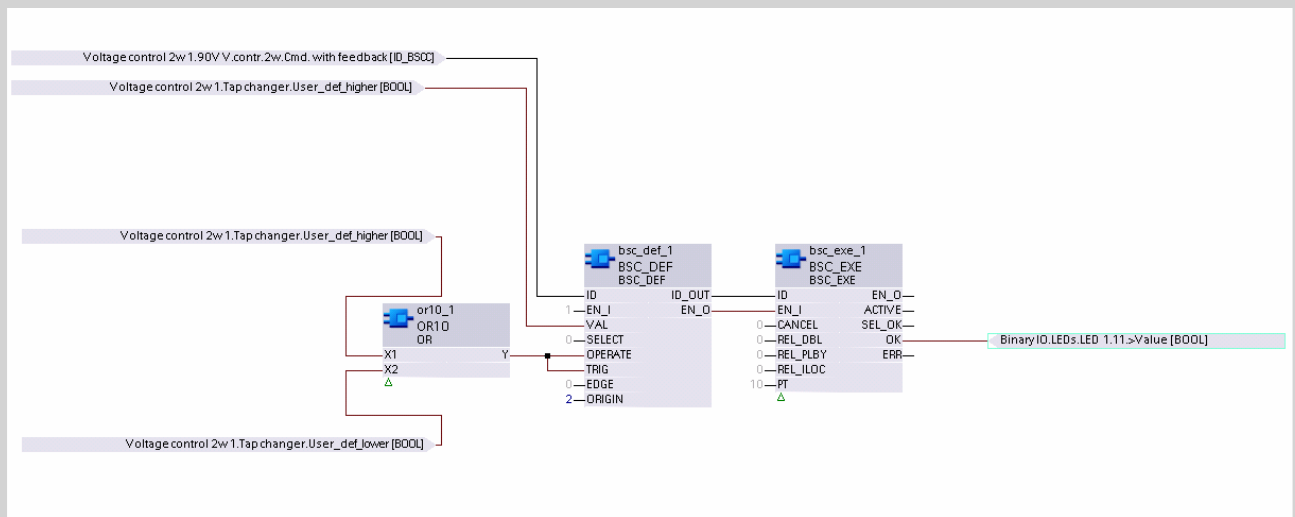 Voltage control 2w 1.90V V.contr.2w.Cmd. with feedback [ID_BSCC]
Voltage control 2w 1.Tap changer.User_def_higher [BOOL]
Voltage control 2w 1.Tap changer.User_def_higher [BOOL]
or10_1
OR10
OR
X1 Y
X2
Voltage control 2w 1.Tap changer.User_def_lower [BOOL]
bsc_def_1
BSC_DEF
BSC_DEF
ID ID_OUT
1 EN_I EN_O
VAL
0 SELECT
OPERATE
TRIG
0 EDGE
2 ORIGIN
bsc_exe_1
BSC_EXE
BSC_EXE
ID EN_O
EN_I ACTIVE
0 CANCEL SEL_OK
0 REL_DBL OK
0 REL_PLBY ERR
0 REL_ILOC
10 PT
Binary IO.LEDs.LED 1.11.>Value [BOOL]